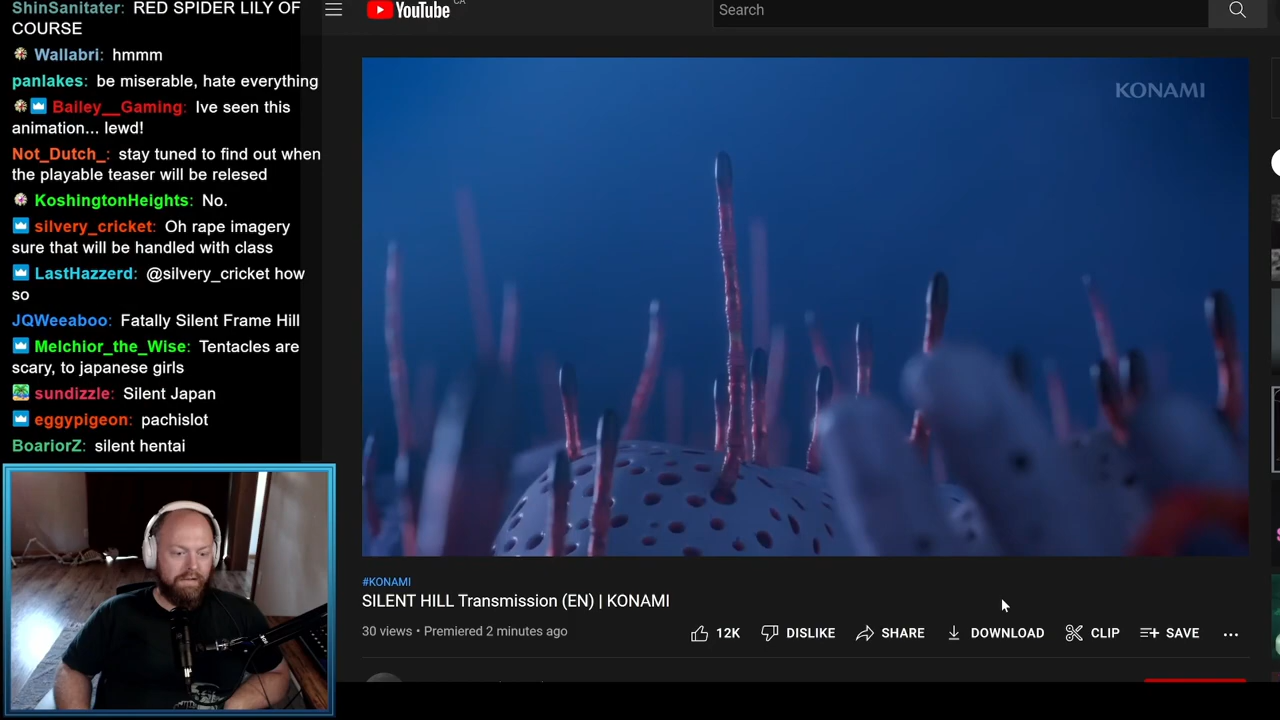 ShinSanitater: RED SPIDER LILY OF
COURSE
Wallabri: hmmm
panlakes: be miserable, hate everything
Bailey__Gaming: Ive seen this
animation... lewd!
Not_Dutch_: stay tuned to find out when
the playable teaser will be relesed
KoshingtonHeights: No.
silvery_cricket: Oh rape imagery
sure that will be handled with class
LastHazzerd: @silvery_cricket how
so
JQWeeaboo: Fatally Silent Frame Hill
Melchior_the_Wise: Tentacles are
scary, to japanese girls
sundizzle: Silent Japan
eggypigeon: pachislot
BoariorZ: silent hentai
YouTube
Search
KONAMI
#KONAMI
SILENT HILL Transmission (EN) | KONAMI
30 views • Premiered 2 minutes ago
12K
DISLIKE
SHARE
DOWNLOAD
CLIP
SAVE